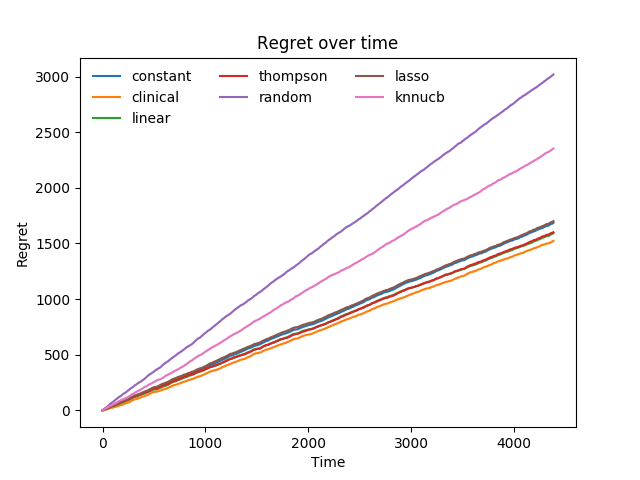 Regret over time
constant thompson lasso
clinical random knnucb
linear
3000
2500
2000
1500
1000
500
0
Regret
0 1000 2000 3000 4000
Time